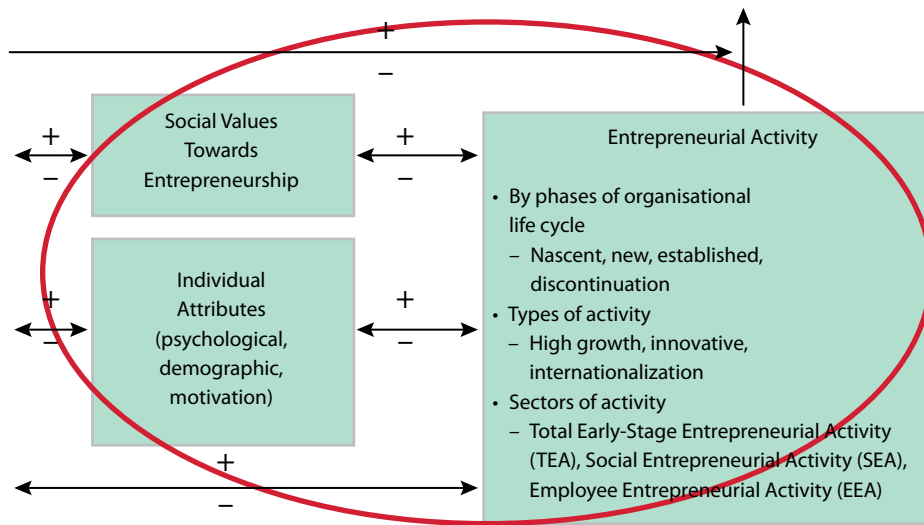 +
–
Social Values
Towards
Entrepreneurship
+
–
+
–
Individual
Attributes
(psychological,
demographic,
motivation)
+
–
+
–
+
–
Entrepreneurial Activity
• By phases of organisational
life cycle
– Nascent, new, established,
discontinuation
• Types of activity
– High growth, innovative,
internationalization
• Sectors of activity
– Total Early-Stage Entrepreneurial Activity
(TEA), Social Entrepreneurial Activity (SEA),
Employee Entrepreneurial Activity (EEA)